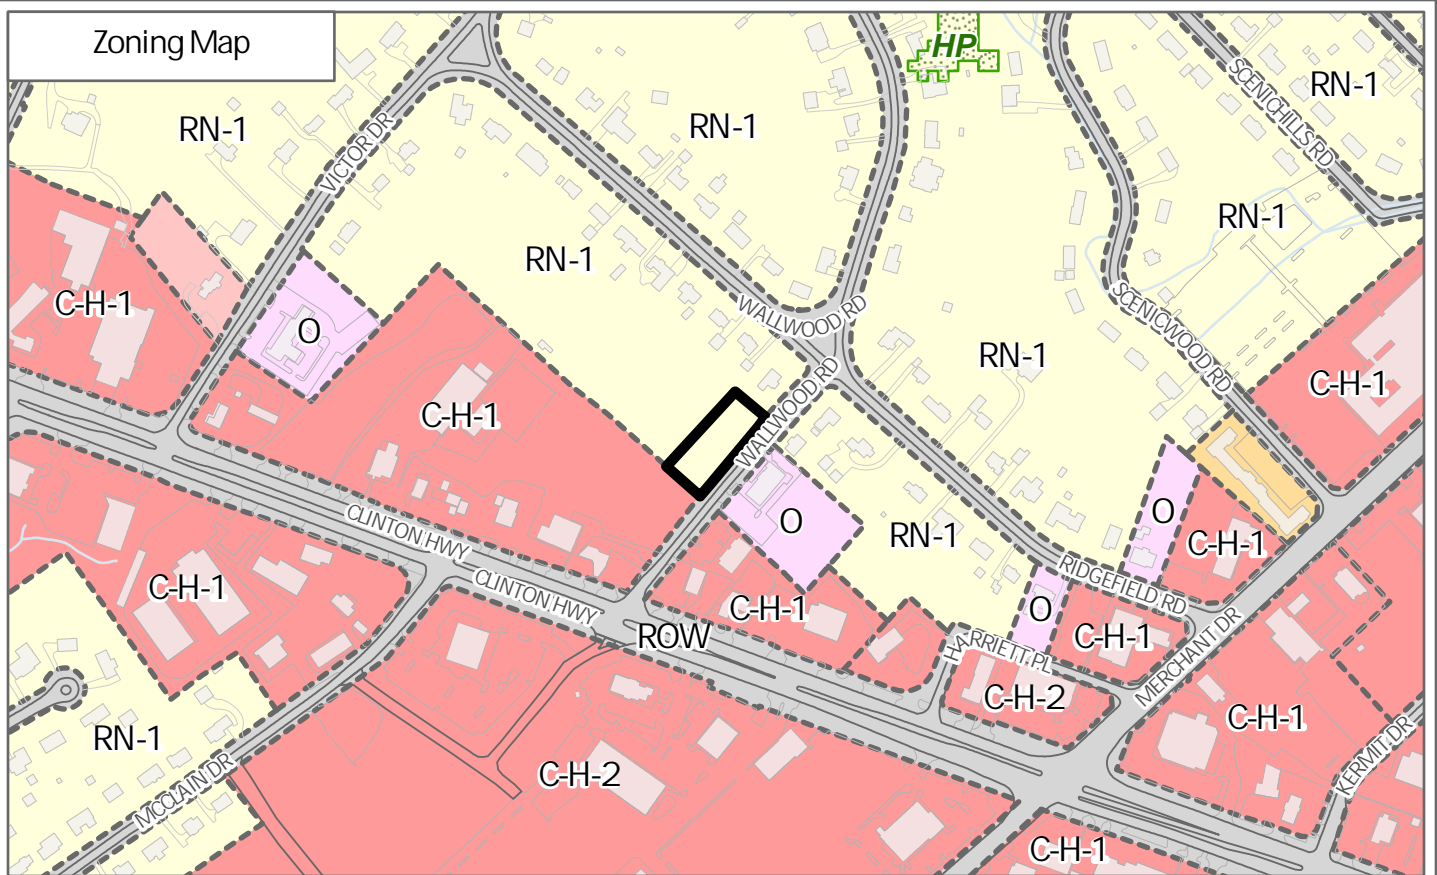 Zoning Map
HP
SCENICHILLS RD
RN-1
RN-1
RN-1
VICTOR DR
RN-1
RN-1
SCENICWOOD RD
C-H-1
O
WALLWOOD RD
RN-1
C-H-1
C-H-1
WALLWOOD RD
O
O
RN-1
C-H-1
CLINTON HWY
CLINTON HWY
C-H-1
RIDGEFIELD RD
C-H-1
O
C-H-1
ROW
HARRIETT PL
MERCHANT DR
C-H-2
C-H-1
RN-1
C-H-2
KERMIT DR
MCCLAIN DR
C-H-1